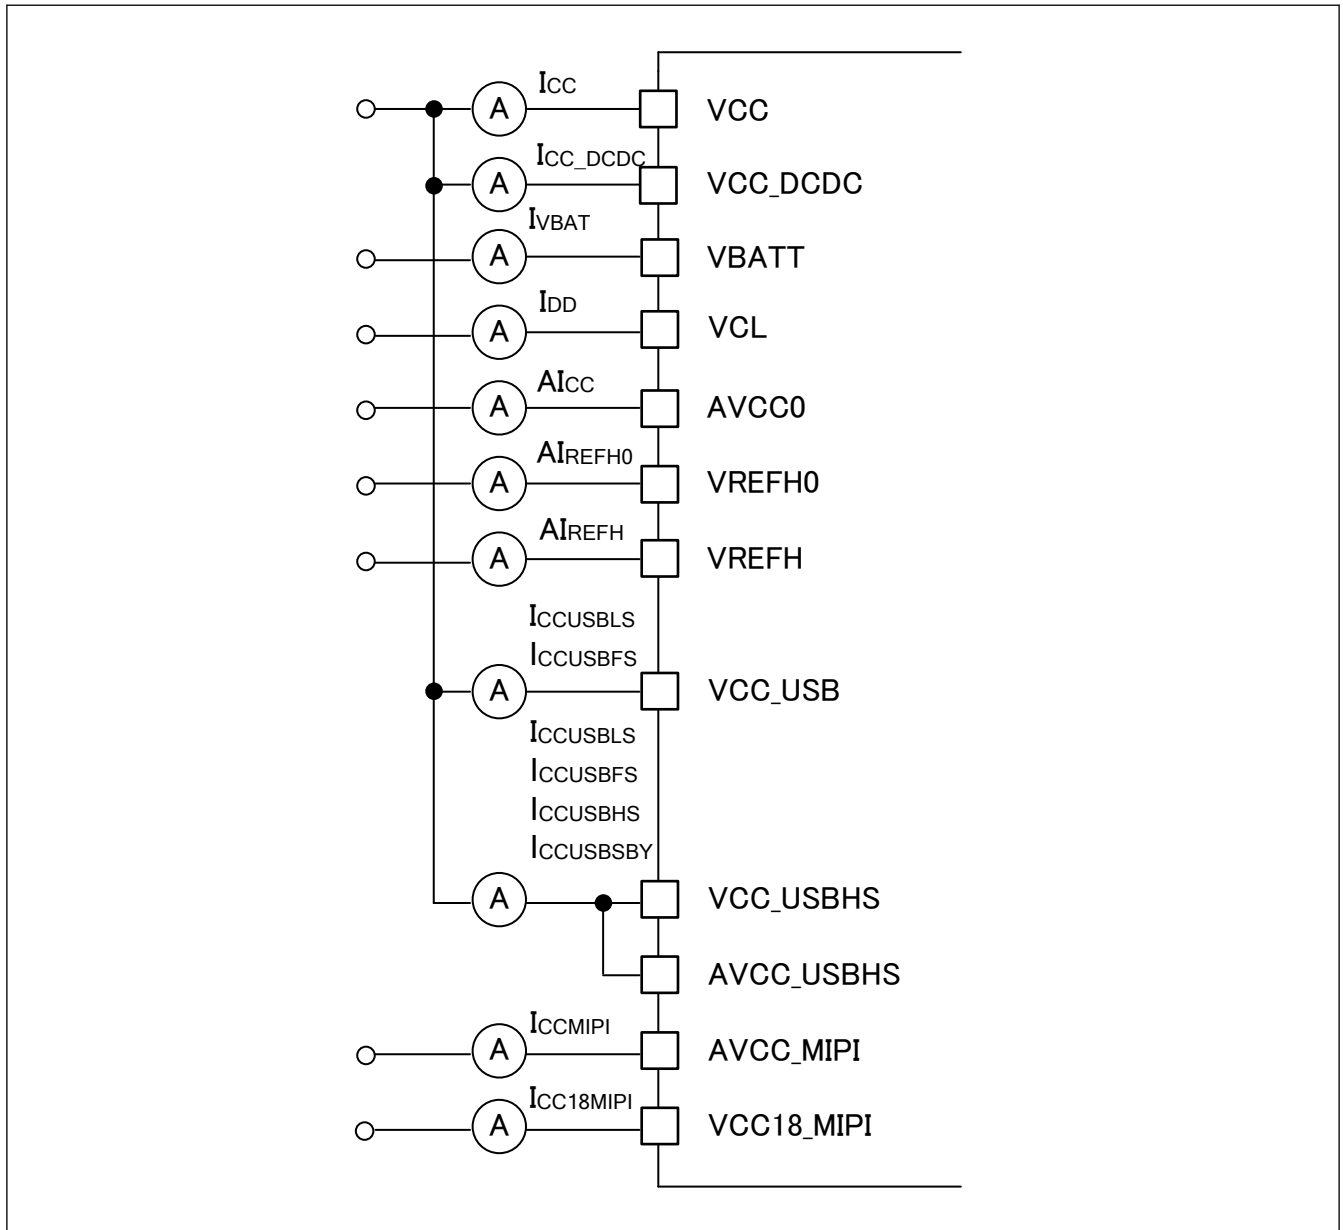 A ICC VCC
A ICC_DCDC VCC_DCDC
A IVBAT VBATT
A IDD VCL
A AICC AVCC0
A AIREFH0 VREFH0
A AIREFH VREFH
ICCUSBLS
ICCUSBFS
A VCC_USB
ICCUSBLS
ICCUSBFS
ICCUSBHS
ICCUSBSBY
A VCC_USBHS
AVCC_USBHS
A ICCMIPI AVCC_MIPI
A ICC18MIPI VCC18_MIPI